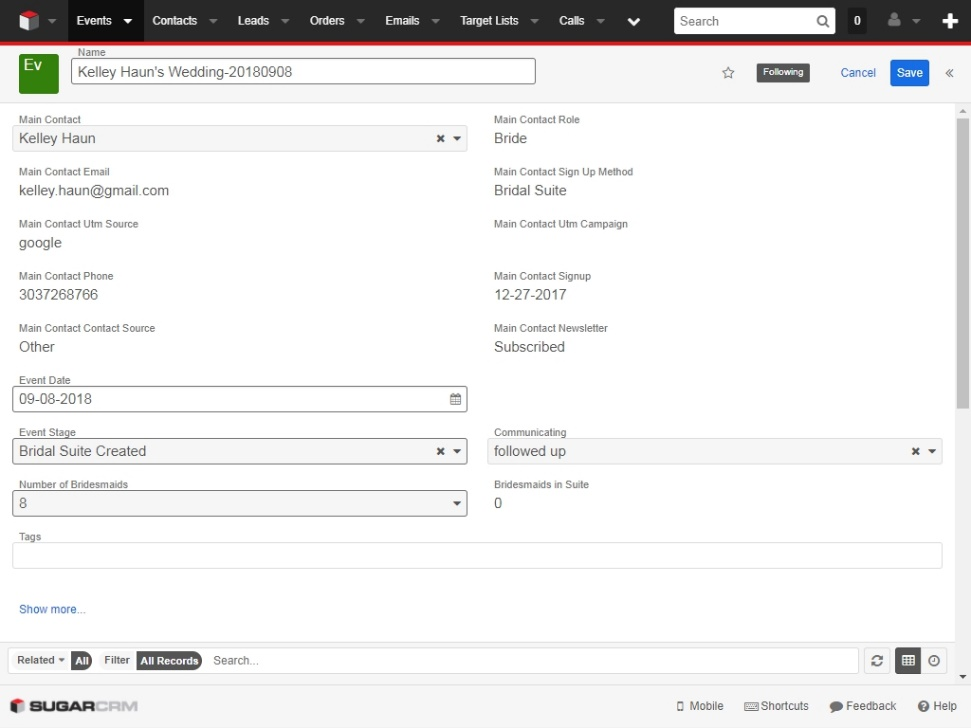 Events Contacts Leads Orders Emails Target Lists Calls Search 0
Ev
Name
Kelley Haun's Wedding-20180908
Following Cancel Save «
Main Contact Main Contact Role
Kelley Haun Bride
Main Contact Email Main Contact Sign Up Method
kelley.haun@gmail.com Bridal Suite
Main Contact Utm Source Main Contact Utm Campaign
google
Main Contact Phone Main Contact Signup
3037268766 12-27-2017
Main Contact Contact Source Main Contact Newsletter
Other Subscribed
Event Date
09-08-2018
Event Stage Communicating
Bridal Suite Created followed up
Number of Bridesmaids Bridesmaids in Suite
8 0
Tags
Show more...
Related All Filter All Records Search...
SUGARCRM Mobile Shortcuts Feedback Help